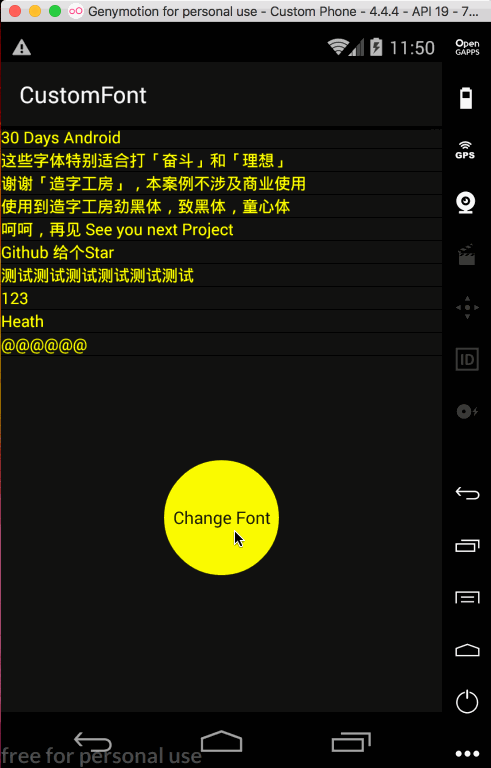 Genymotion for personal use - Custom Phone - 4.4.4 - API 19 - 7...
11:50
Open
GAPPS
CustomFont
GPS
30 Days Android
这些字体特别适合打「奋斗」和「理想」
谢谢「造字工房」，本案例不涉及商业使用
使用到造字工房劲黑体，致黑体，童心体
呵呵，再见 See you next Project
Github 给个Star
测试测试测试测试测试测试
123
Heath
@@@@@@
ID
Change Font
free for personal use